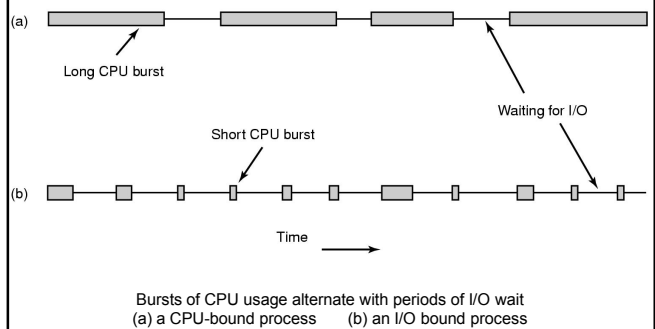 (a)
Long CPU burst
Waiting for I/O
Short CPU burst
(b)
Time
Bursts of CPU usage alternate with periods of I/O wait
(a) a CPU-bound process (b) an I/O bound process